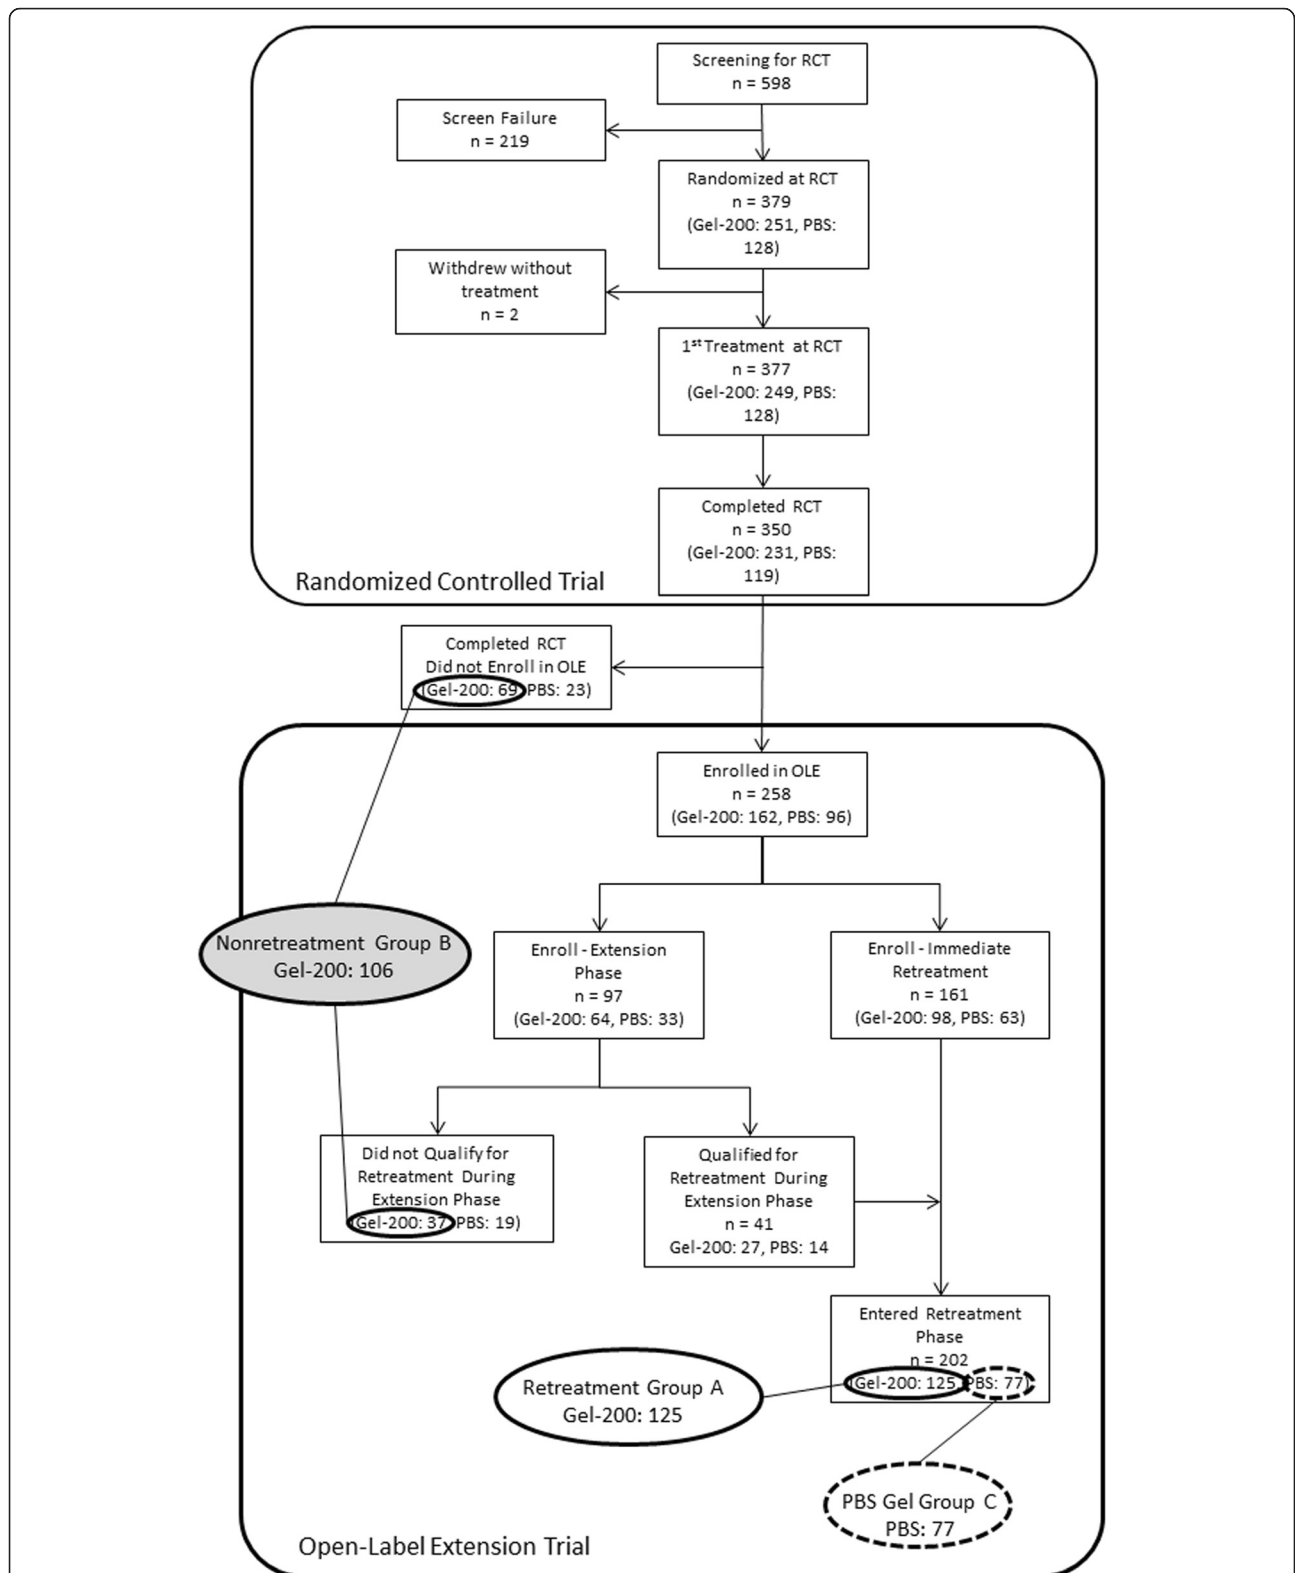 Screening for RCT
n = 598
Screen Failure
n = 219
Randomized at RCT
n = 379
(Gel-200: 251, PBS:
128)
Withdrew without
treatment
n = 2
1st Treatment at RCT
n = 377
(Gel-200: 249, PBS:
128)
Completed RCT
n = 350
(Gel-200: 231, PBS:
119)
Randomized Controlled Trial
Completed RCT
Did not Enroll in OLE
(Gel-200: 69 PBS: 23)
Enrolled in OLE
n = 258
(Gel-200: 162, PBS: 96)
Nonretreatment Group B
Gel-200: 106
Enroll - Extension
Phase
n = 97
(Gel-200: 64, PBS: 33)
Enroll - Immediate
Retreatment
n = 161
(Gel-200: 98, PBS: 63)
Did not Qualify for
Retreatment During
Extension Phase
(Gel-200: 37 PBS: 19)
Qualified for
Retreatment During
Extension Phase
n = 41
Gel-200: 27, PBS: 14
Entered Retreatment
Phase
n = 202
(Gel-200: 125 PBS: 77)
Retreatment Group A
Gel-200: 125
PBS Gel Group C
PBS: 77
Open-Label Extension Trial